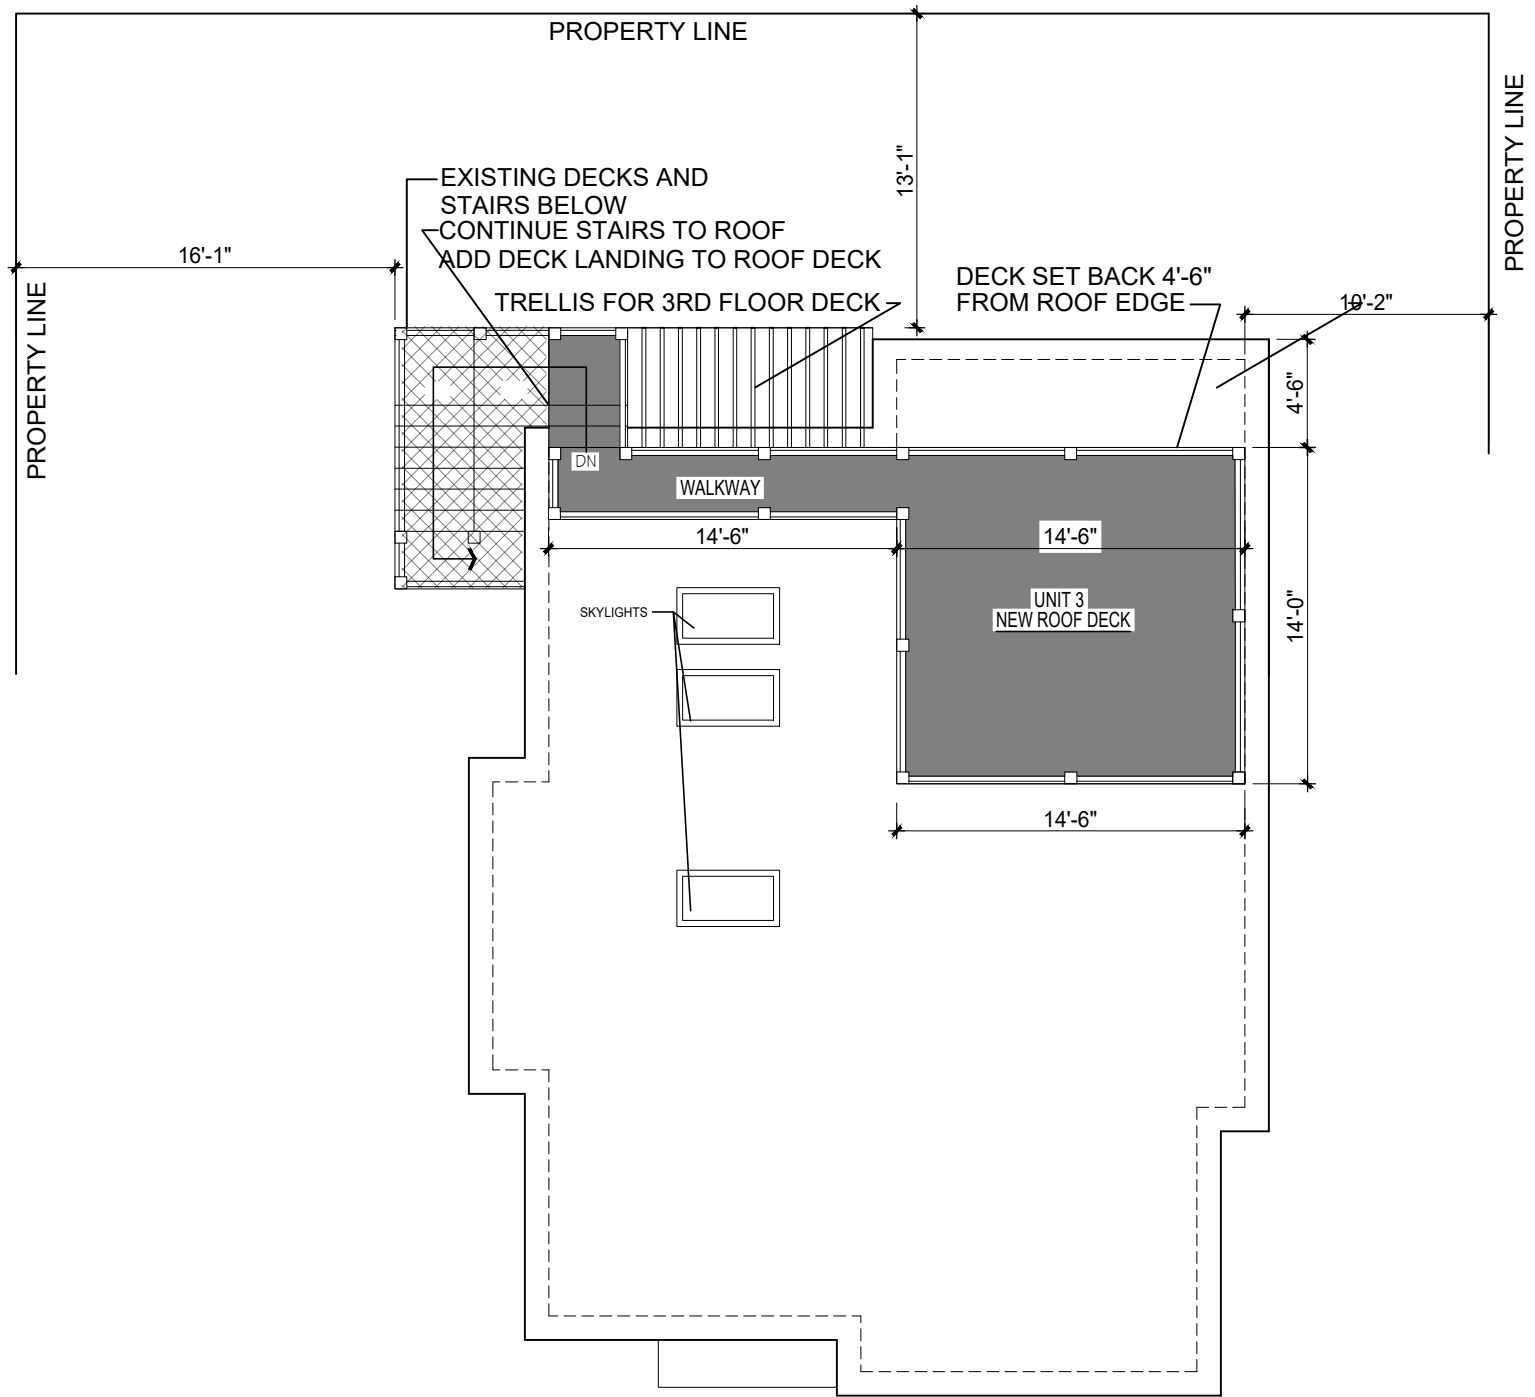 PROPERTY LINE
PROPERTY LINE
13'-1"
EXISTING DECKS AND
STAIRS BELOW
CONTINUE STAIRS TO ROOF
ADD DECK LANDING TO ROOF DECK
16'-1"
TRELLIS FOR 3RD FLOOR DECK
DECK SET BACK 4'-6"
FROM ROOF EDGE
10'-2"
PROPERTY LINE
4'-6"
DN
WALKWAY
14'-6"
14'-6"
SKYLIGHTS
UNIT 3
NEW ROOF DECK
14'-0"
14'-6"